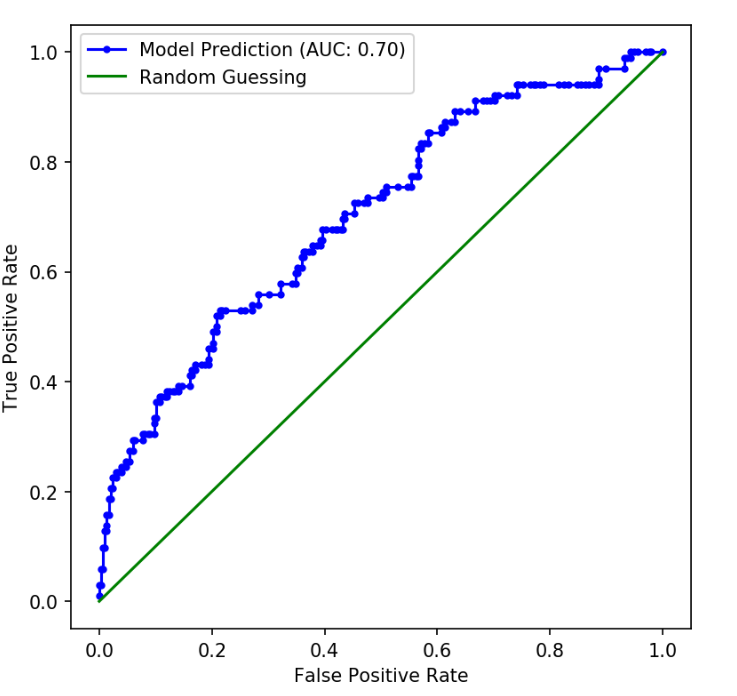 Model Prediction (AUC: 0.70)
Random Guessing
True Positive Rate
1.0
0.8
0.6
0.4
0.2
0.0
0.0 0.2 0.4 0.6 0.8 1.0
False Positive Rate